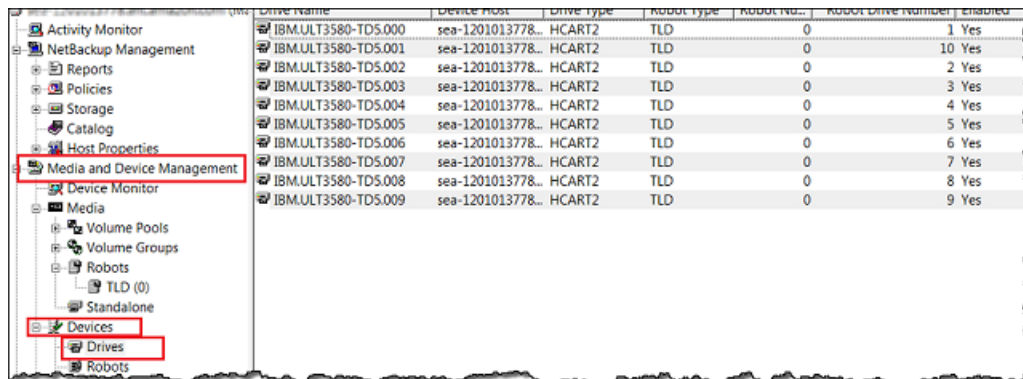 Drive Name Device Host Drive Type Robot Type Robot Nu... Robot Drive Number Enabled
Activity Monitor
NetBackup Management
Reports
Policies
Storage
Catalog
Host Properties
Media and Device Management
Device Monitor
Media
Volume Pools
Volume Groups
Robots
TLD (0)
Standalone
Devices
Drives
Robots
IBM.ULT3580-TD5.000 sea-1201013778... HCART2 TLD 0 1 Yes
IBM.ULT3580-TD5.001 sea-1201013778... HCART2 TLD 0 10 Yes
IBM.ULT3580-TD5.002 sea-1201013778... HCART2 TLD 0 2 Yes
IBM.ULT3580-TD5.003 sea-1201013778... HCART2 TLD 0 3 Yes
IBM.ULT3580-TD5.004 sea-1201013778... HCART2 TLD 0 4 Yes
IBM.ULT3580-TD5.005 sea-1201013778... HCART2 TLD 0 5 Yes
IBM.ULT3580-TD5.006 sea-1201013778... HCART2 TLD 0 6 Yes
IBM.ULT3580-TD5.007 sea-1201013778... HCART2 TLD 0 7 Yes
IBM.ULT3580-TD5.008 sea-1201013778... HCART2 TLD 0 8 Yes
IBM.ULT3580-TD5.009 sea-1201013778... HCART2 TLD 0 9 Yes